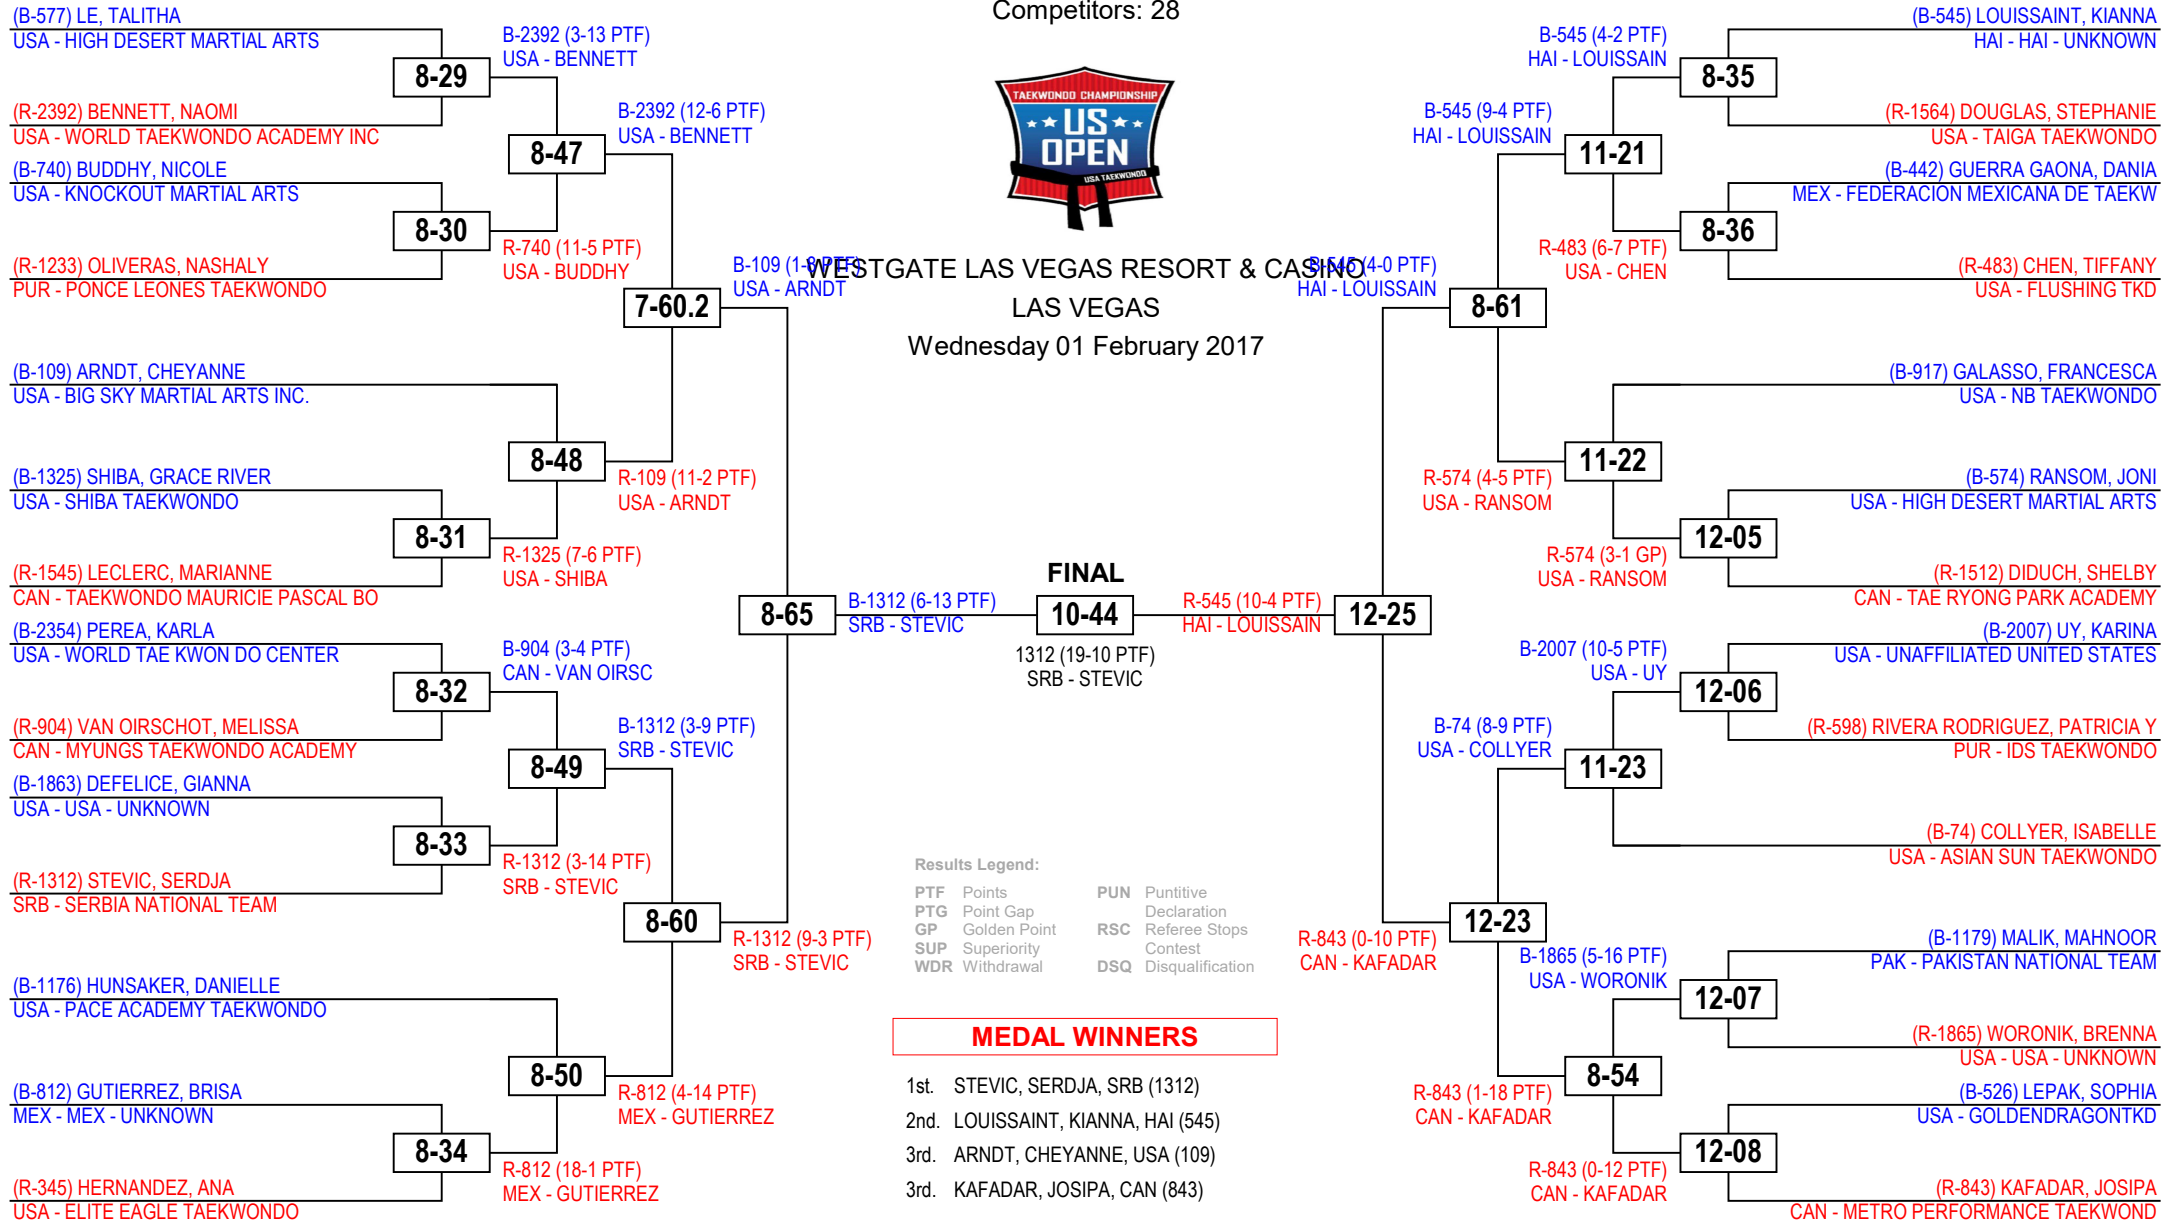 Competitors: 28
TAEKWONDO CHAMPIONSHIP
US
OPEN
USA TAEKWONDO
WESTGATE LAS VEGAS RESORT & CASINO
LAS VEGAS
Wednesday 01 February 2017
(B-577) LE, TALITHA
USA - HIGH DESERT MARTIAL ARTS
8-29
(R-2392) BENNETT, NAOMI
USA - WORLD TAEKWONDO ACADEMY INC
(B-740) BUDDHY, NICOLE
USA - KNOCKOUT MARTIAL ARTS
8-30
(R-1233) OLIVERAS, NASHALY
PUR - PONCE LEONES TAEKWONDO
(B-109) ARNDT, CHEYANNE
USA - BIG SKY MARTIAL ARTS INC.
(B-1325) SHIBA, GRACE RIVER
USA - SHIBA TAEKWONDO
8-31
(R-1545) LECLERC, MARIANNE
CAN - TAEKWONDO MAURICIE PASCAL BO
(B-2354) PEREA, KARLA
USA - WORLD TAE KWON DO CENTER
8-32
(R-904) VAN OIRSCHOT, MELISSA
CAN - MYUNGS TAEKWONDO ACADEMY
(B-1863) DEFELICE, GIANNA
USA - USA - UNKNOWN
8-33
(R-1312) STEVIC, SERDJA
SRB - SERBIA NATIONAL TEAM
(B-1176) HUNSAKER, DANIELLE
USA - PACE ACADEMY TAEKWONDO
(B-812) GUTIERREZ, BRISA
MEX - MEX - UNKNOWN
8-34
(R-345) HERNANDEZ, ANA
USA - ELITE EAGLE TAEKWONDO
B-2392 (3-13 PTF)
USA - BENNETT
8-47
R-740 (11-5 PTF)
USA - BUDDHY
8-48
R-1325 (7-6 PTF)
USA - SHIBA
B-904 (3-4 PTF)
CAN - VAN OIRSC
8-49
R-1312 (3-14 PTF)
SRB - STEVIC
8-50
R-812 (18-1 PTF)
MEX - GUTIERREZ
B-2392 (12-6 PTF)
USA - BENNETT
7-60.2
R-109 (11-2 PTF)
USA - ARNDT
B-1312 (3-9 PTF)
SRB - STEVIC
8-60
R-812 (4-14 PTF)
MEX - GUTIERREZ
B-109 (1-8 PTF)
USA - ARNDT
8-65
R-1312 (9-3 PTF)
SRB - STEVIC
B-1312 (6-13 PTF)
SRB - STEVIC
FINAL
10-44
1312 (19-10 PTF)
SRB - STEVIC
R-545 (10-4 PTF)
HAI - LOUISSAIN
12-25
B-545 (4-0 PTF)
HAI - LOUISSAIN
8-61
R-843 (0-10 PTF)
CAN - KAFADAR
12-23
B-545 (9-4 PTF)
HAI - LOUISSAIN
11-21
R-574 (4-5 PTF)
USA - RANSOM
11-22
B-74 (8-9 PTF)
USA - COLLYER
11-23
R-843 (1-18 PTF)
CAN - KAFADAR
8-54
B-545 (4-2 PTF)
HAI - LOUISSAIN
R-483 (6-7 PTF)
USA - CHEN
R-574 (3-1 GP)
USA - RANSOM
B-2007 (10-5 PTF)
USA - UY
B-1865 (5-16 PTF)
USA - WORONIK
R-843 (0-12 PTF)
CAN - KAFADAR
(B-545) LOUISSAINT, KIANNA
HAI - HAI - UNKNOWN
8-35
(R-1564) DOUGLAS, STEPHANIE
USA - TAIGA TAEKWONDO
(B-442) GUERRA GAONA, DANIA
MEX - FEDERACION MEXICANA DE TAEKW
8-36
(R-483) CHEN, TIFFANY
USA - FLUSHING TKD
(B-917) GALASSO, FRANCESCA
USA - NB TAEKWONDO
(B-574) RANSOM, JONI
USA - HIGH DESERT MARTIAL ARTS
12-05
(R-1512) DIDUCH, SHELBY
CAN - TAE RYONG PARK ACADEMY
(B-2007) UY, KARINA
USA - UNAFFILIATED UNITED STATES
12-06
(R-598) RIVERA RODRIGUEZ, PATRICIA Y
PUR - IDS TAEKWONDO
(B-74) COLLYER, ISABELLE
USA - ASIAN SUN TAEKWONDO
(B-1179) MALIK, MAHNOOR
PAK - PAKISTAN NATIONAL TEAM
12-07
(R-1865) WORONIK, BRENNA
USA - USA - UNKNOWN
(B-526) LEPAK, SOPHIA
USA - GOLDENDRAGONTKD
12-08
(R-843) KAFADAR, JOSIPA
CAN - METRO PERFORMANCE TAEKWOND
Results Legend:
PTF Points
PTG Point Gap
GP Golden Point
SUP Superiority
WDR Withdrawal
PUN Puntitive
Declaration
RSC Referee Stops
Contest
DSQ Disqualification
MEDAL WINNERS
1st. STEVIC, SERDJA, SRB (1312)
2nd. LOUISSAINT, KIANNA, HAI (545)
3rd. ARNDT, CHEYANNE, USA (109)
3rd. KAFADAR, JOSIPA, CAN (843)